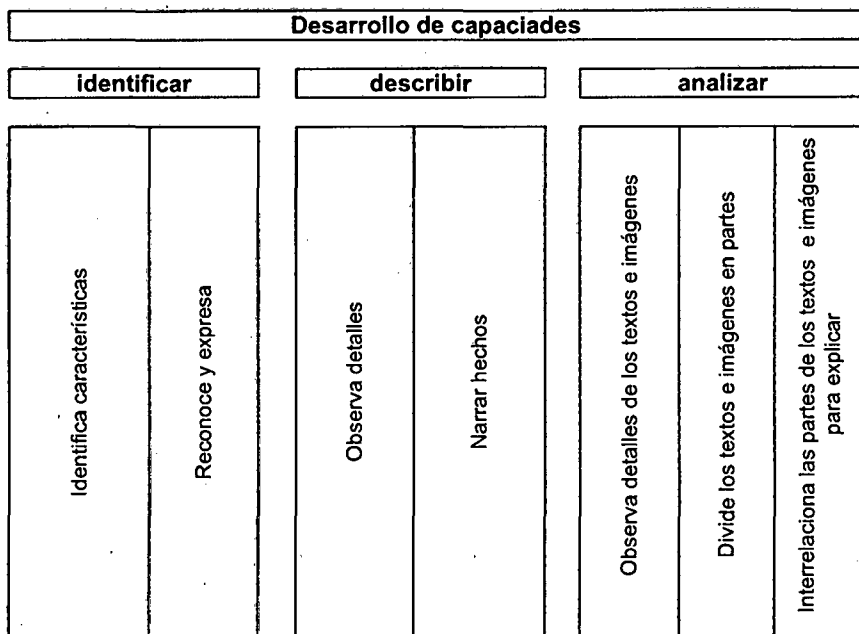 Desarrollo de capaciades
identificar
describir
analizar
Identifica características
Reconoce y expresa
Observa detalles
Narrar hechos
Observa detalles de los textos e imágenes
Divide los textos e imágenes en partes
Interrelaciona las partes de los textos e imágenes
para explicar